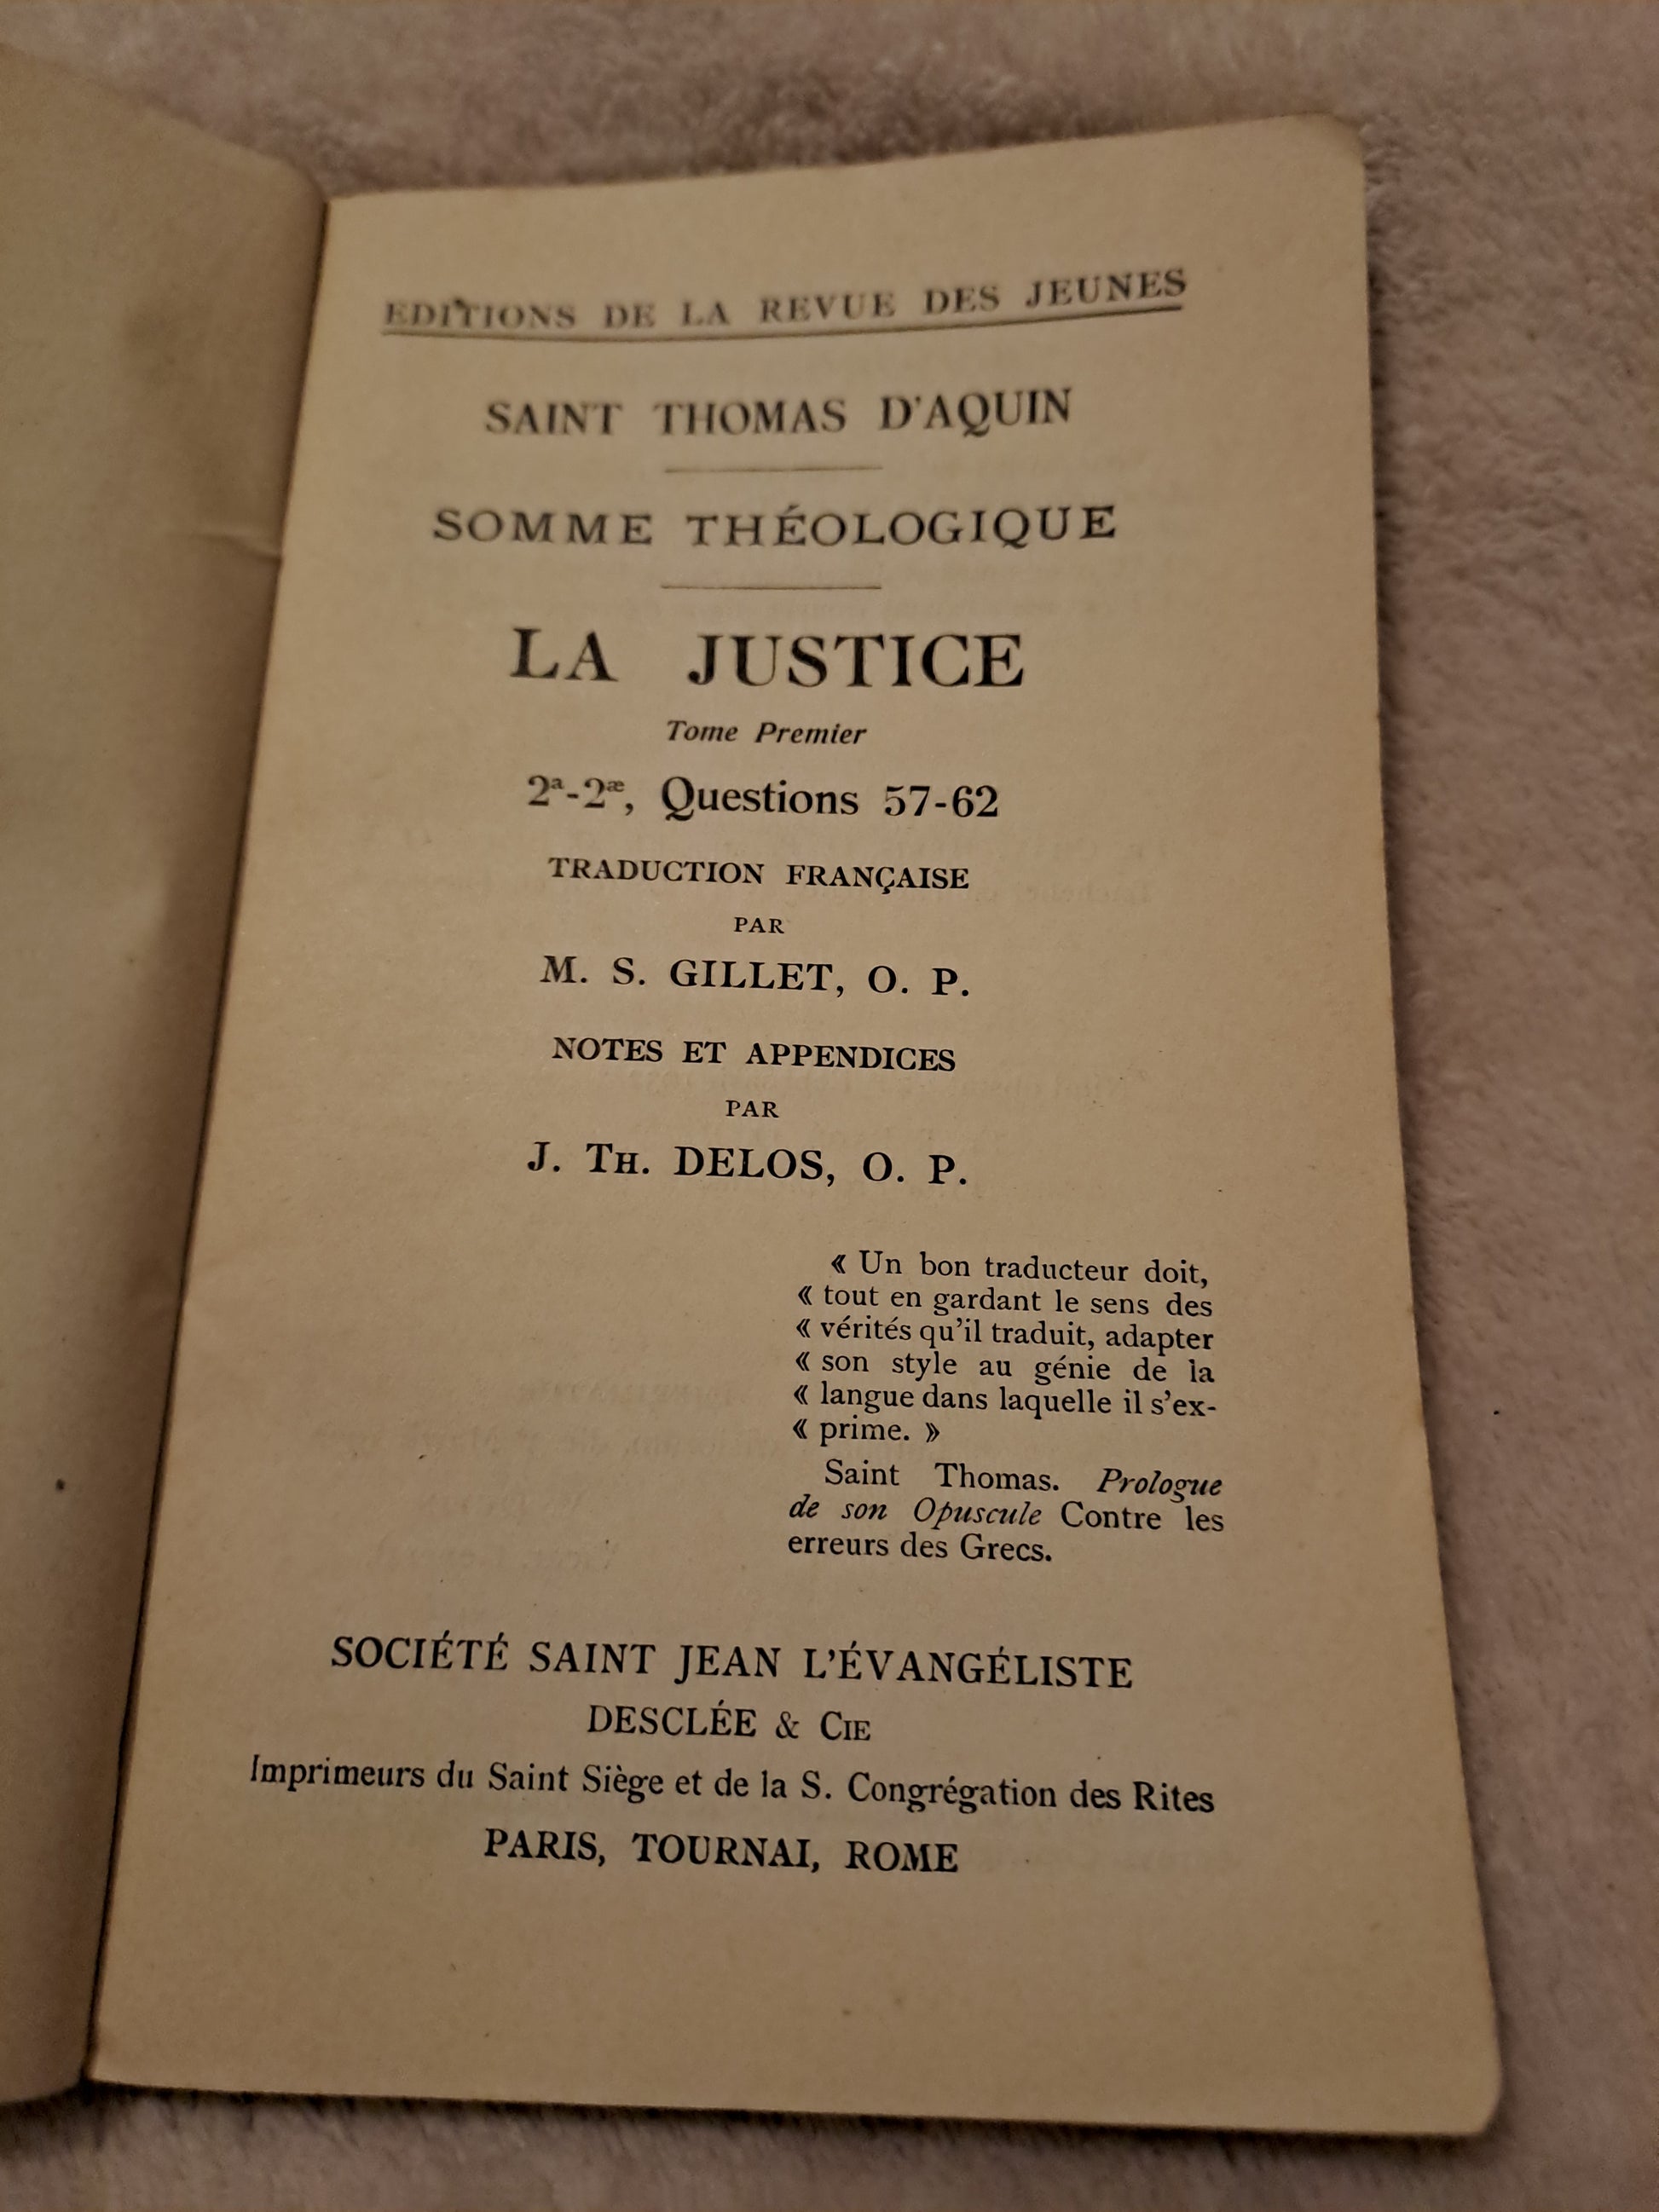 EDITIONS DE LA REVUE DES JEUNES
SAINT THOMAS D'AQUIN
SOMME THÉOLOGIQUE
LA JUSTICE
Tome Premier
2ª-2æ, Questions 57-62
TRADUCTION FRANÇAISE
PAR
M. S. GILLET, O. P.
NOTES ET APPENDICES
PAR
J. TH. DELOS, O. P.
« Un bon traducteur doit,
« tout en gardant le sens des
« vérités qu'il traduit, adapter
« son style au génie de la
« langue dans laquelle il s'ex-
« prime. »
Saint Thomas. Prologue
de son Opuscule Contre les
erreurs des Grecs.
SOCIÉTÉ SAINT JEAN L'ÉVANGÉLISTE
DESCLÉE & CIE
Imprimeurs du Saint Siège et de la S. Congrégation des Rites
PARIS, TOURNAI, ROME